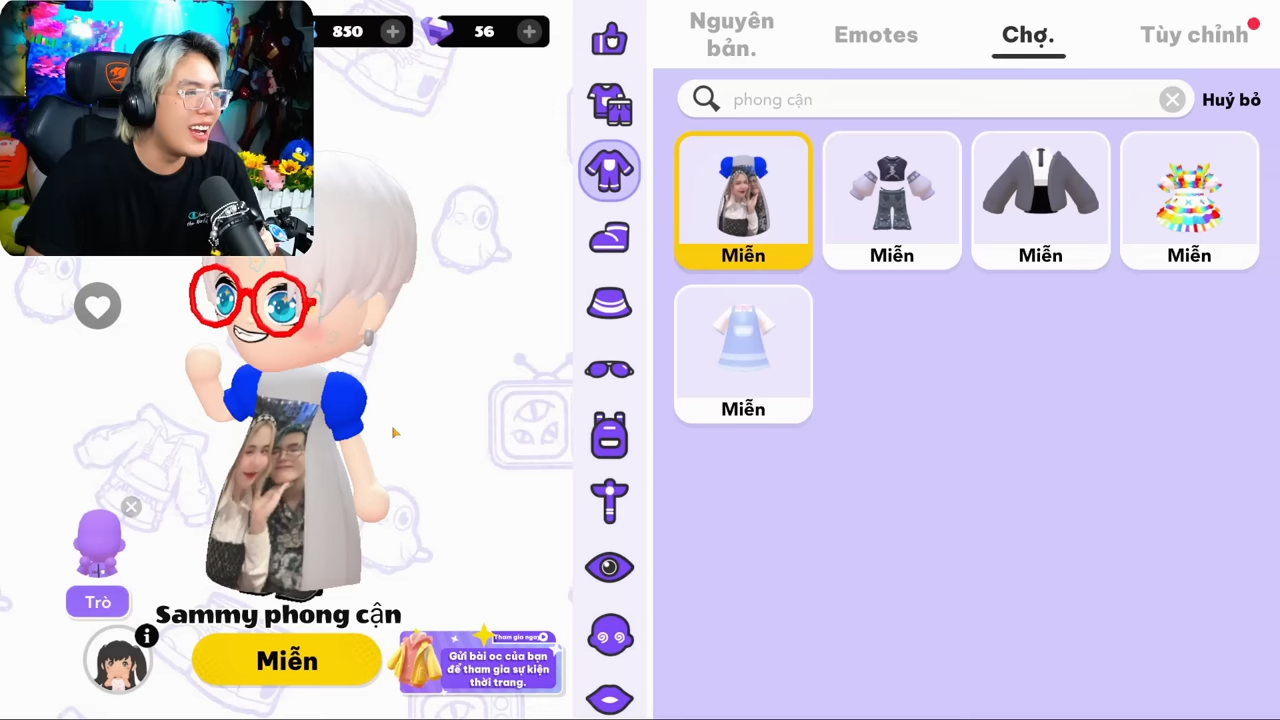 850
56
Nguyên
bản.
Emotes
Chợ.
Tùy chỉnh
phong cận
Huỷ bỏ
Miễn
Miễn
Miễn
Miễn
Miễn
Trò
Sammy phong cận
Miễn
Tham gia ngay
Gửi bài oc của bạn
để tham gia sự kiện
thời trang.